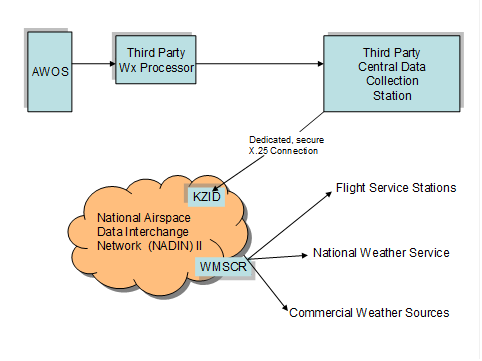 AWOS
Third Party
Wx Processor
Third Party
Central Data
Collection
Station
Dedicated, secure
X.25 Connection
KZID
National Airspace
Data Interchange
Network (NADIN) II
WMSCR
Flight Service Stations
National Weather Service
Commercial Weather Sources